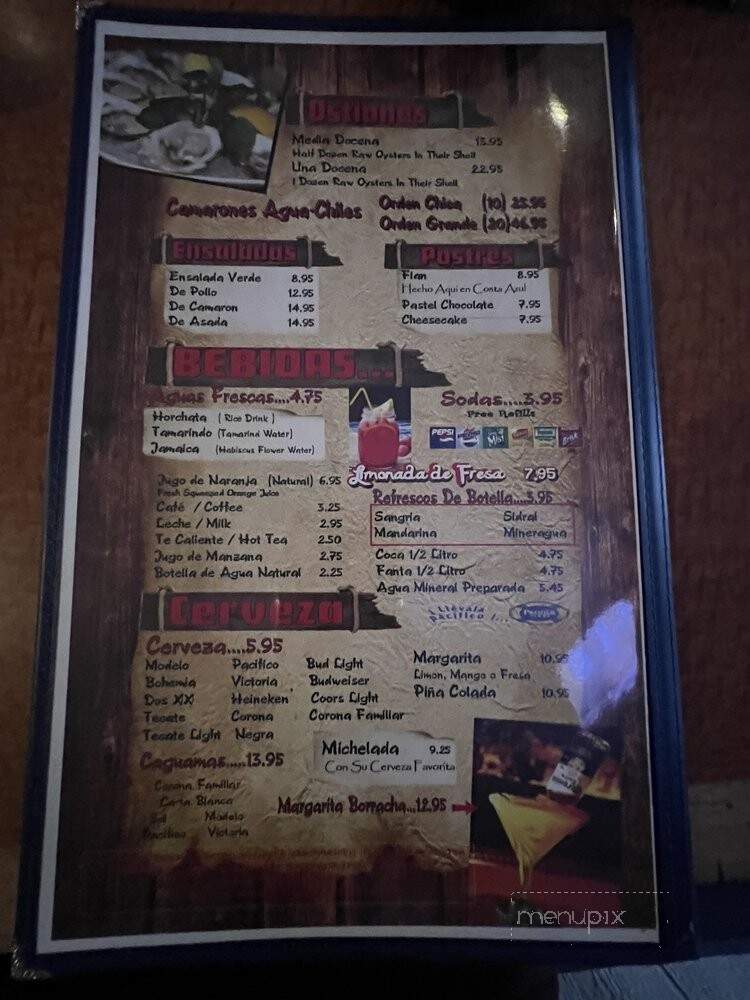 Ostiones
Media Docena 13.95
Half Dozen Raw Oysters In Their Shell
Una Docena 22.95
1 Dozen Raw Oysters In Their Shell
Camarones Agua-Chiles Orden Chica (10)
Orden Grande (20)
Ensaladas
Ensalada Verde 8.95
De Pollo 12.95
De Camaron 14.95
De Asada 14.95
Postres
Flan 8.95
Hecho Aqui en Costa Azul
Pastel Chocolate 7.95
Cheesecake 7.95
BEBIDAS...
Aguas Frescas....4.75
Horchata ( Rice Drink )
Tamarindo (Tamarind Water)
Jamaica (Habiscus Flower Water)
Sodas....3.95
Free Refills
PEPSI
Mist
Limonada de Fresa 7.95
Jugo de Naranja (Natural) 6.95
Fresh Squeezed Orange Juice
Café / Coffee 3.25
Leche / Milk 2.95
Te Caliente / Hot Tea 2.50
Jugo de Manzana 2.75
Botella de Agua Natural 2.25
Refrescos De Botella....3.95
Sangria Sidral
Mandarina Mineragua
Coca 1/2 Litro 4.75
Fanta 1/2 Litro 4.75
Agua Mineral Preparada 5.45
Cerveza
Cerveza....5.95
Modelo Pacifico Bud Light
Bohemia Victoria Budweiser
Dos XX Heineken Coors Light
Tecate Corona Corona Familiar
Tecate Light Negra
Margarita 10.95
Limon, Mango o Fresa
Piña Colada 10.95
Michelada 9.25
Con Su Cerveza Favorita
Caguamas....13.95
Corona Familiar
Carta Blanca
Sol Modelo
Pacifico Victoria
Margarita Borracha...12.95
menupix